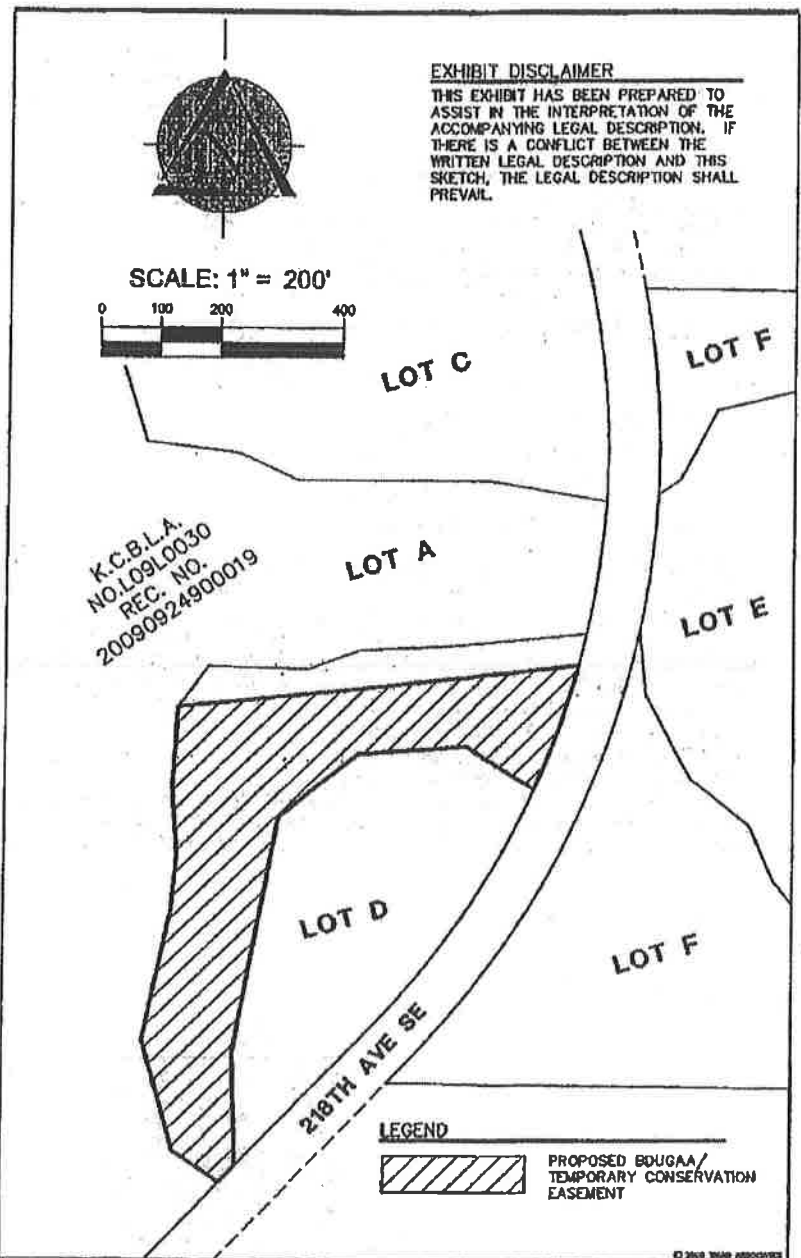 EXHIBIT DISCLAIMER
THIS EXHIBIT HAS BEEN PREPARED TO
ASSIST IN THE INTERPRETATION OF THE
ACCOMPANYING LEGAL DESCRIPTION. IF
THERE IS A CONFLICT BETWEEN THE
WRITTEN LEGAL DESCRIPTION AND THIS
SKETCH, THE LEGAL DESCRIPTION SHALL
PREVAIL.
SCALE: 1" = 200'
0 100 200 400
LOT C
LOT F
K.C.B.L.A.
NO.L09L0030
REC. NO.
20090924900019
LOT A
LOT E
LOT D
LOT F
218TH AVE SE
LEGEND
PROPOSED BDUGAA/
TEMPORARY CONSERVATION
EASEMENT